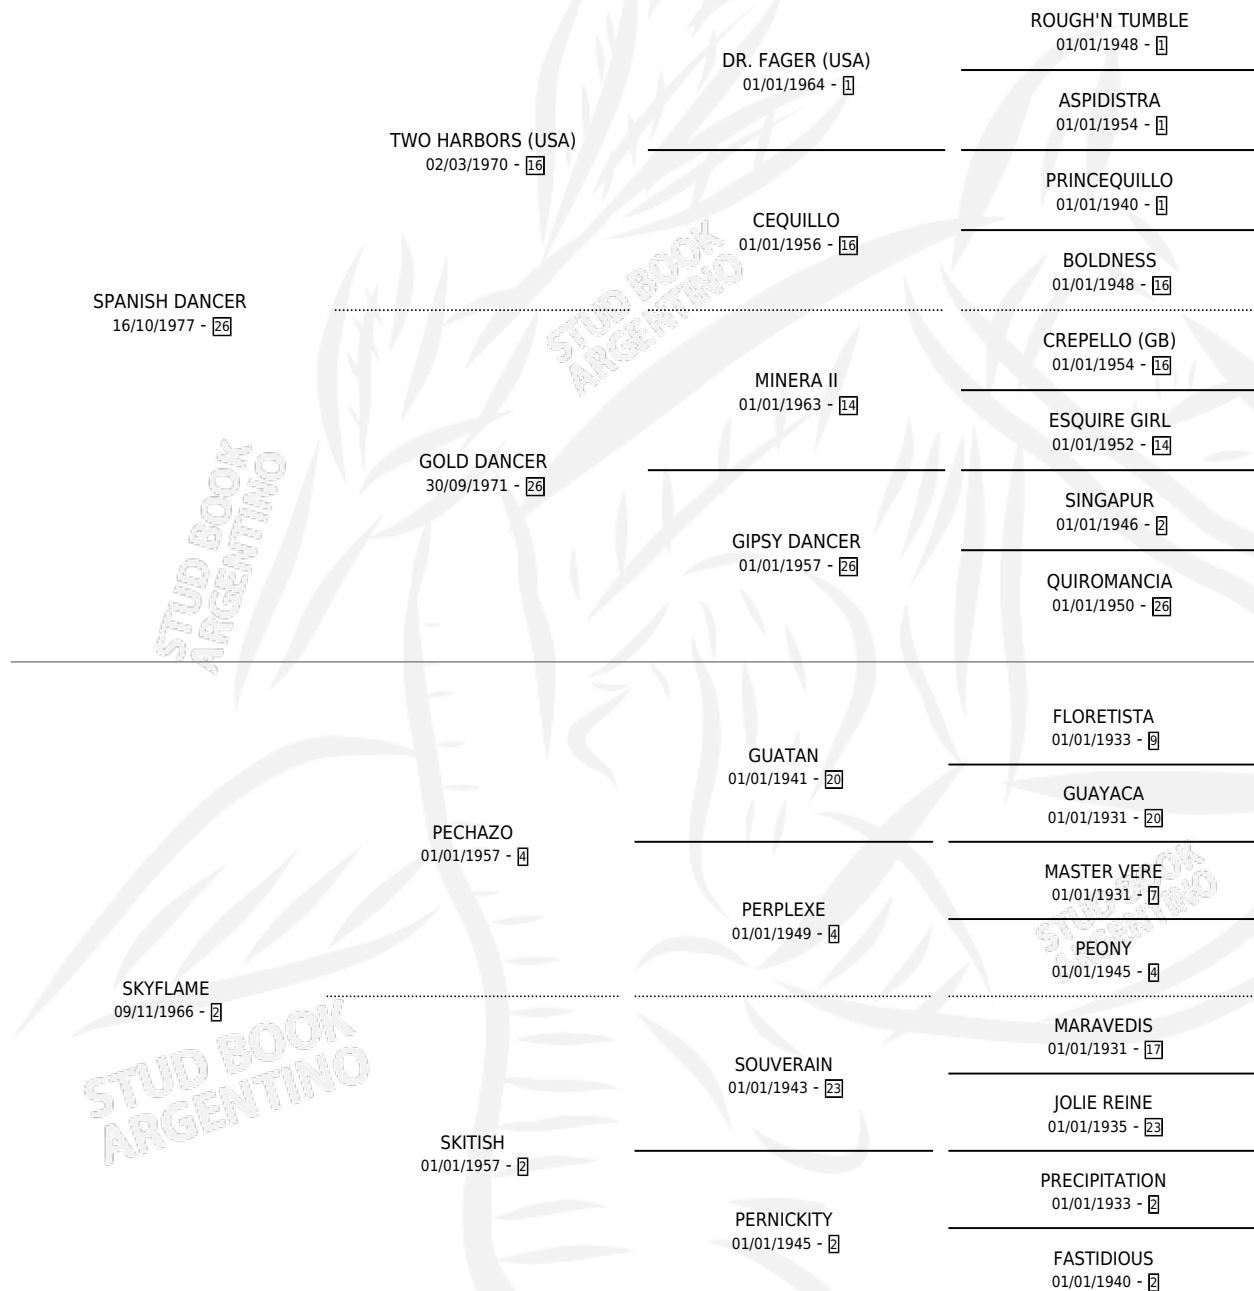 SPANISH DANCER
16/10/1977 - 26
TWO HARBORS (USA)
02/03/1970 - 16
GOLD DANCER
30/09/1971 - 26
DR. FAGER (USA)
01/01/1964 - 1
CEQUILLO
01/01/1956 - 16
MINERA II
01/01/1963 - 14
GIPSY DANCER
01/01/1957 - 26
ROUGH'N TUMBLE
01/01/1948 - 1
ASPIDISTRA
01/01/1954 - 1
PRINCEQUILLO
01/01/1940 - 1
BOLDNESS
01/01/1948 - 16
CREPELLO (GB)
01/01/1954 - 16
ESQUIRE GIRL
01/01/1952 - 14
SINGAPUR
01/01/1946 - 2
QUIROMANCIA
01/01/1950 - 26
SKYFLAME
09/11/1966 - 2
PECHAZO
01/01/1957 - 4
SKITISH
01/01/1957 - 2
GUATAN
01/01/1941 - 20
PERPLEXE
01/01/1949 - 4
SOUVERAIN
01/01/1943 - 23
PERNICKITY
01/01/1945 - 2
FLORETISTA
01/01/1933 - 9
GUAYACA
01/01/1931 - 20
MASTER VERE
01/01/1931 - 7
PEONY
01/01/1945 - 4
MARAVEDIS
01/01/1931 - 17
JOLIE REINE
01/01/1935 - 23
PRECIPITATION
01/01/1933 - 2
FASTIDIOUS
01/01/1940 - 2
STUD BOOK
ARGENTINO
STUD BOOK
ARGENTINO
STUD BOOK
ARGENTINO
STUD BOOK
ARGENTINO